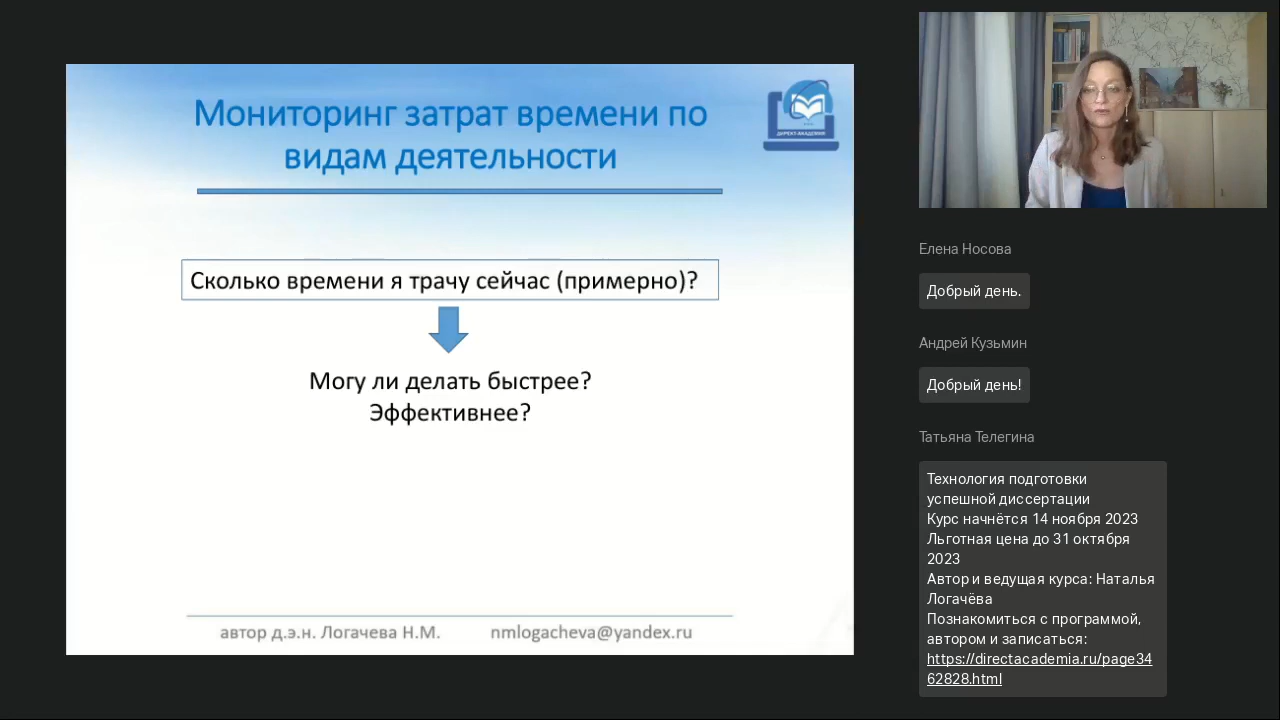 Мониторинг затрат времени по
видам деятельности
ДИРЕКТ-АКАДЕМИЯ
Сколько времени я трачу сейчас (примерно)?
Могу ли делать быстрее?
Эффективнее?
автор д.э.н. Логачева Н.М.
nmlogacheva@yandex.ru
Елена Носова
Добрый день.
Андрей Кузьмин
Добрый день!
Татьяна Телегина
Технология подготовки
успешной диссертации
Курс начнётся 14 ноября 2023
Льготная цена до 31 октября
2023
Автор и ведущая курса: Наталья
Логачёва
Познакомиться с программой,
автором и записаться:
https://directacademia.ru/page34
62828.html